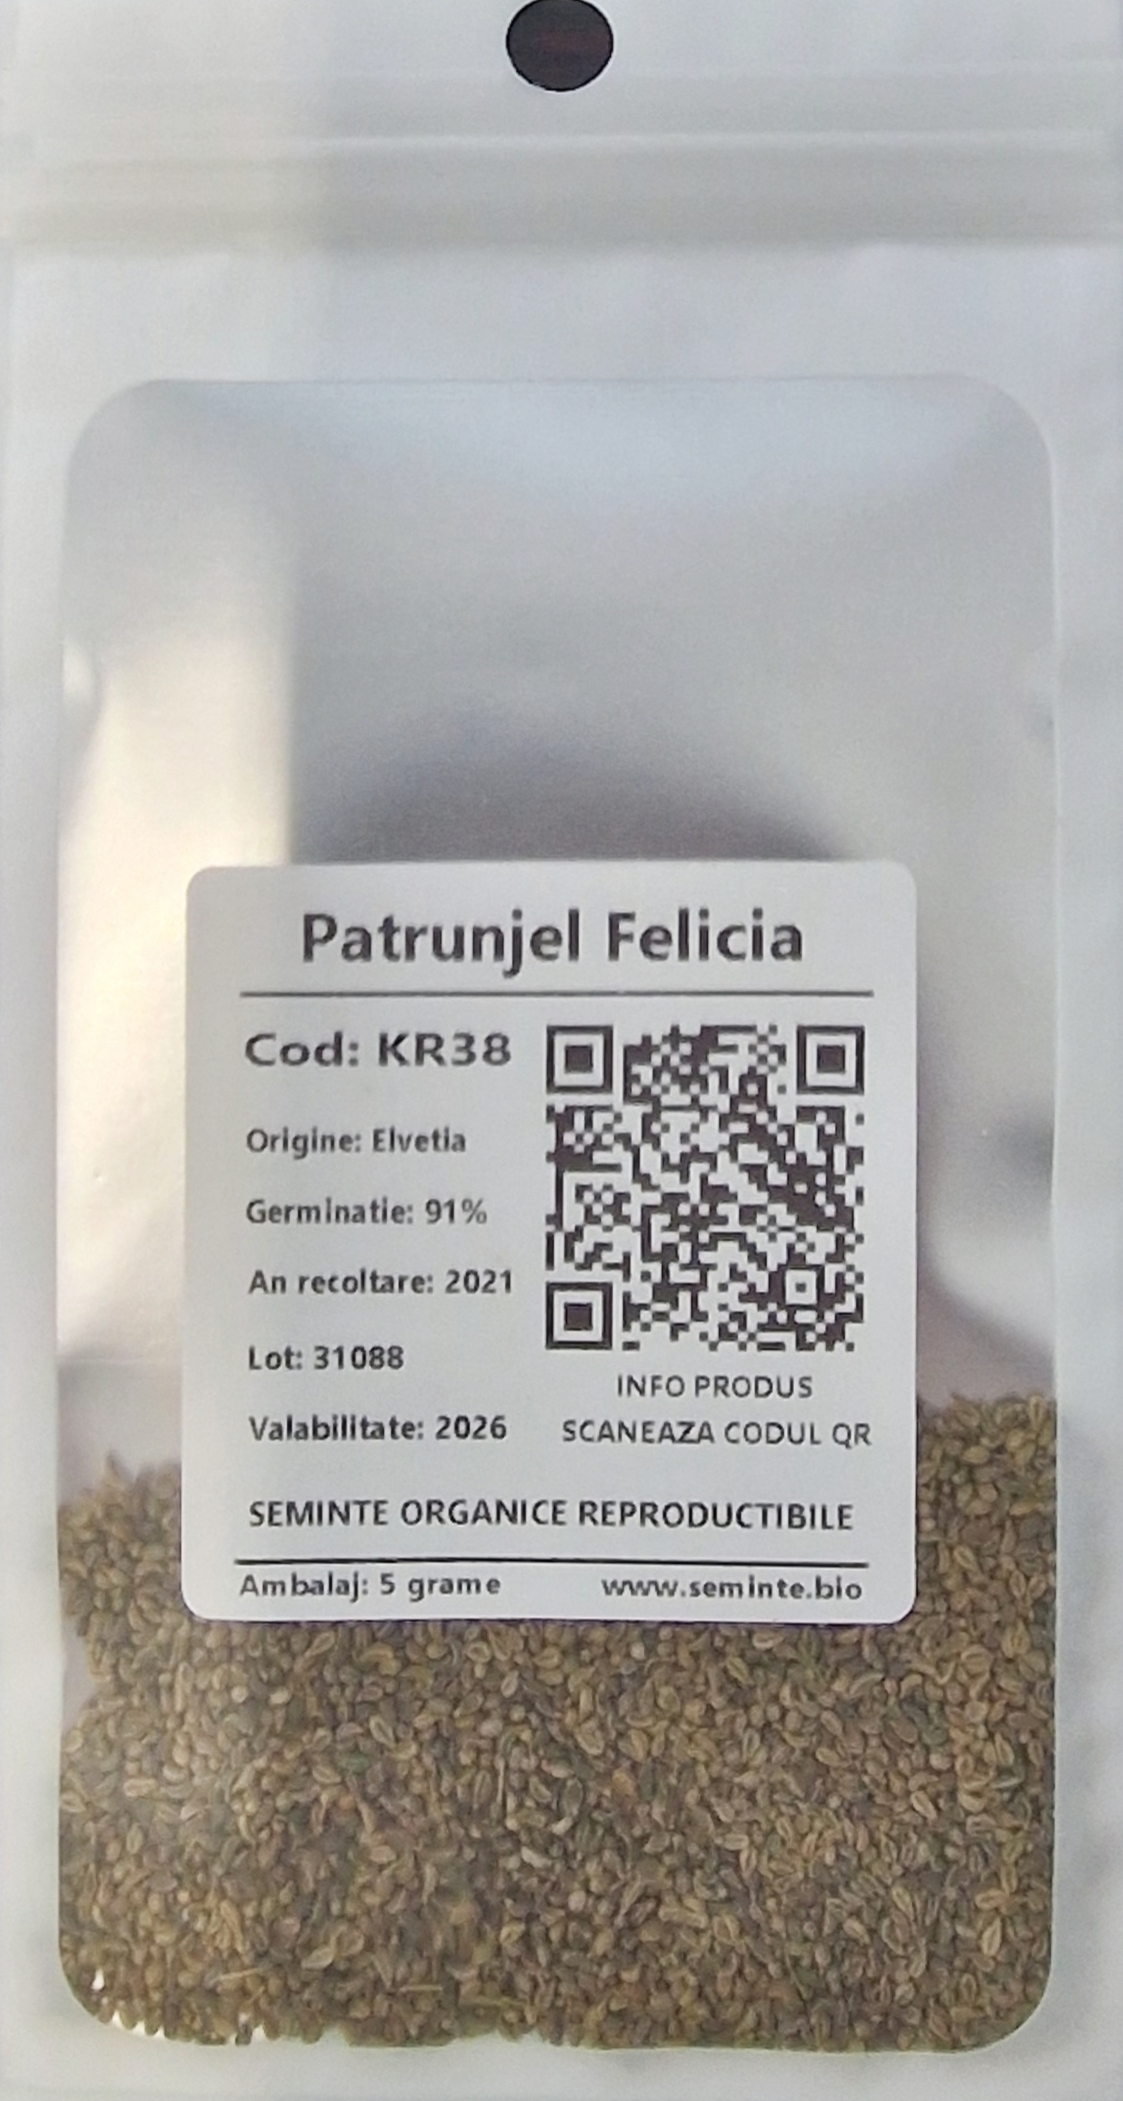 Patrunjel Felicia
Cod: KR38
Origine: Elvetia
Germinatie: 91%
An recoltare: 2021
Lot: 31088
Valabilitate: 2026
INFO PRODUS
SCANEAZA CODUL QR
SEMINTE ORGANICE REPRODUCTIBILE
Ambalaj: 5 grame www.seminte.bio